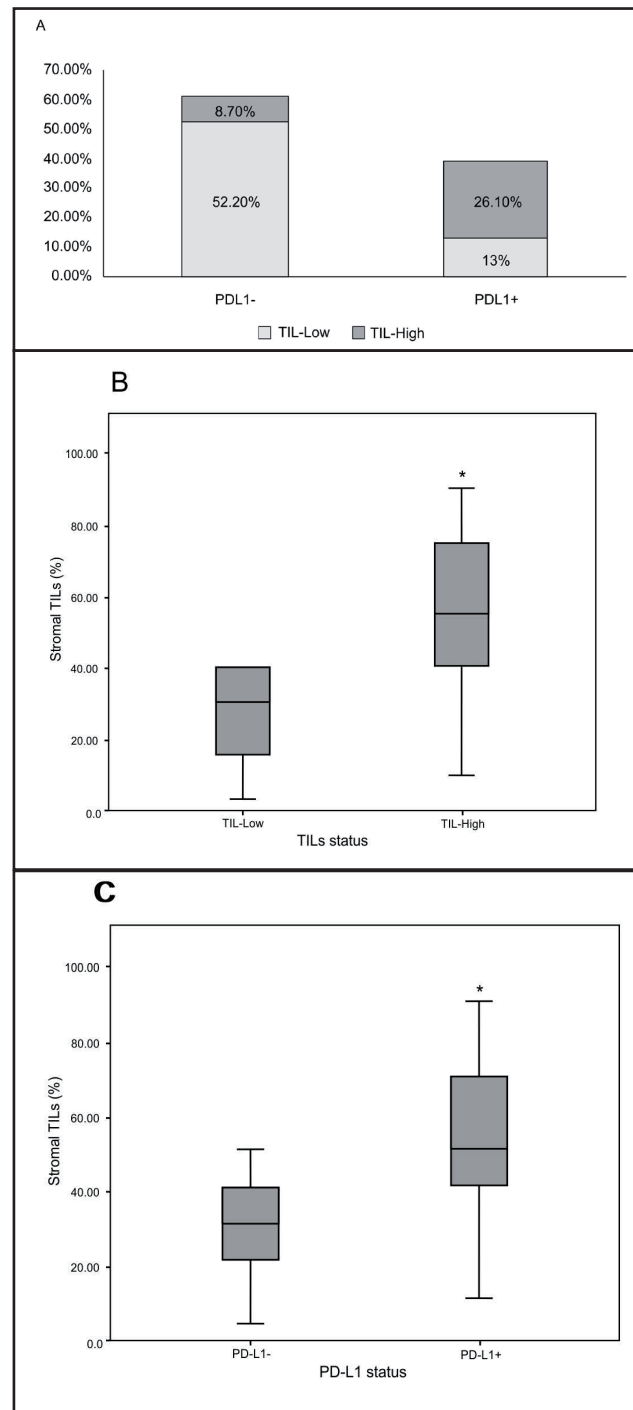 A
70.00%
60.00%
50.00%
40.00%
30.00%
20.00%
10.00%
0.00%
8.70%
52.20%
26.10%
13%
PDL1-
PDL1+
TIL-Low
TIL-High
B
100.00
80.00
60.00
40.00
20.00
0.0
Stromal TILs (%)
*
TIL-Low
TIL-High
TILs status
C
100.00
80.00
60.00
40.00
20.00
0.0
Stromal TILs (%)
*
PD-L1-
PD-L1+
PD-L1 status